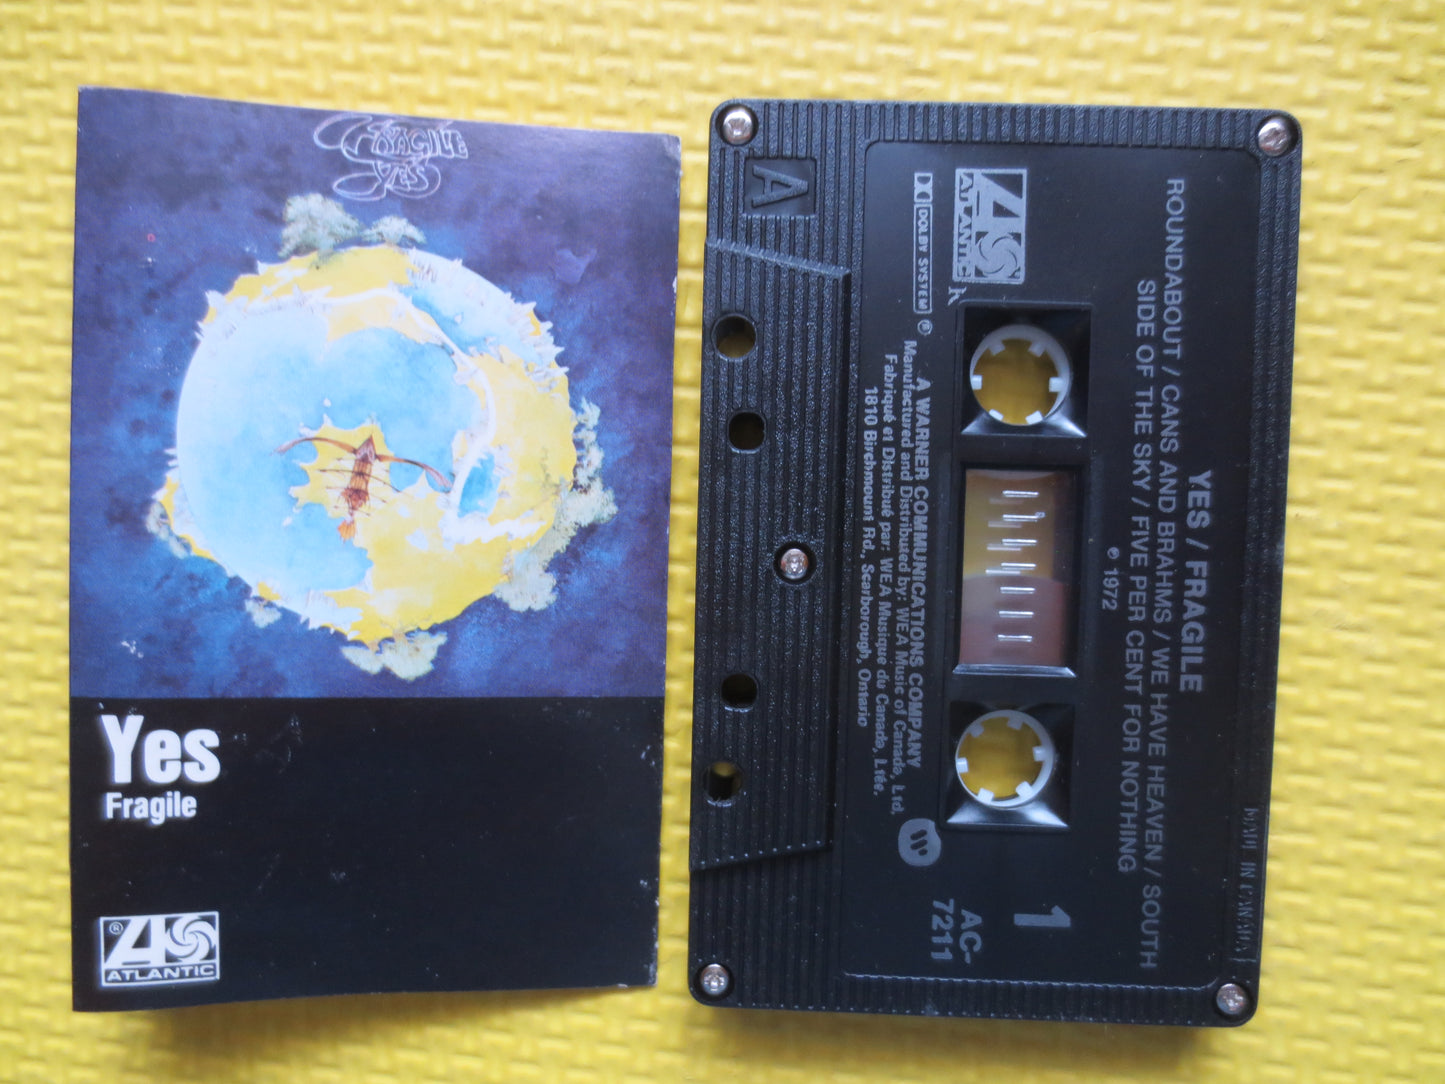 FRAGILE
YES
Yes
Fragile
®
ATLANTIC
A
ATLANTIC
DOLBY SYSTEM ®
YES / FRAGILE
ROUNDABOUT / CANS AND BRAHMS / WE HAVE HEAVEN / SOUTH
SIDE OF THE SKY / FIVE PER CENT FOR NOTHING
℗ 1972
1
AC-
7211
A WARNER COMMUNICATIONS COMPANY
Manufactured and Distributed by: WEA Music of Canada, Ltd.
Fabriqué et Distribué par: WEA Musique du Canada, Ltée.
1810 Birchmount Rd., Scarborough, Ontario
MADE IN CANADA